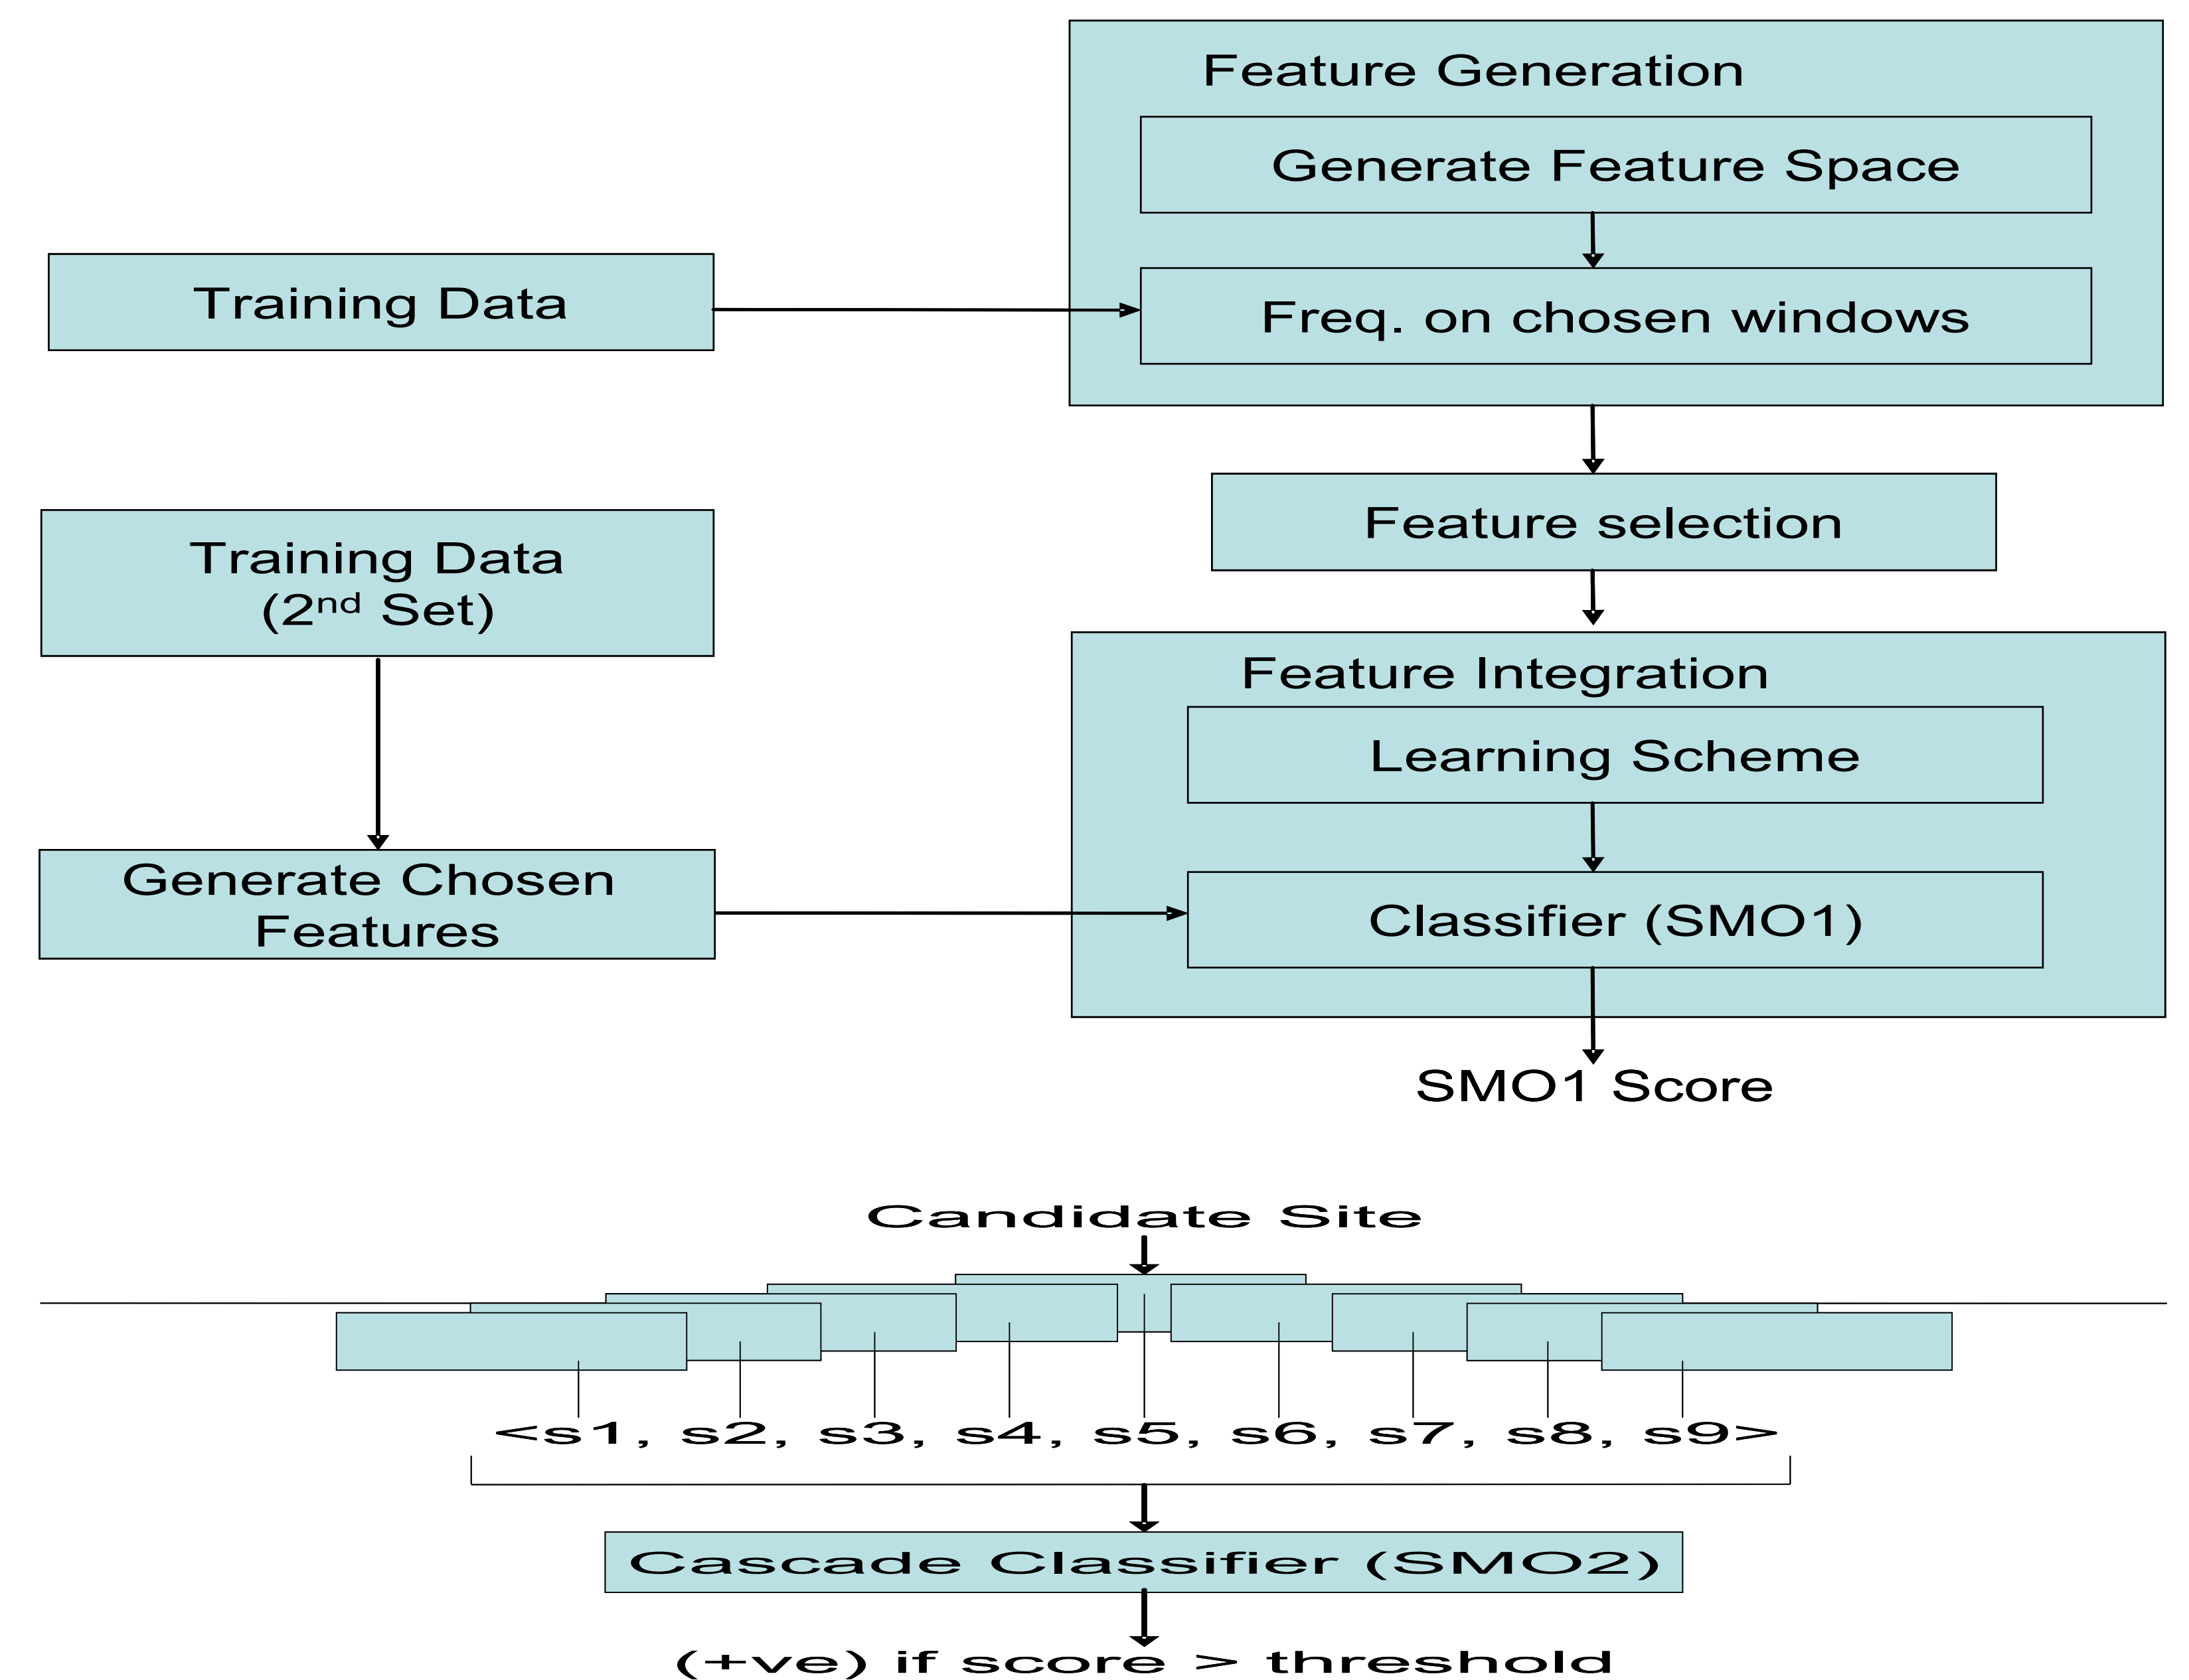 Feature Generation
Generate Feature Space
Training Data
Freq. on chosen windows
Feature selection
Training Data
(2nd Set)
Feature Integration
Learning Scheme
Generate Chosen
Features
Classifier (SMO1)
SMO1 Score
Candidate Site
<s1, s2, s3, s4, s5, s6, s7, s8, s9>
Cascade Classifier (SMO2)
(+ve) if score > threshold